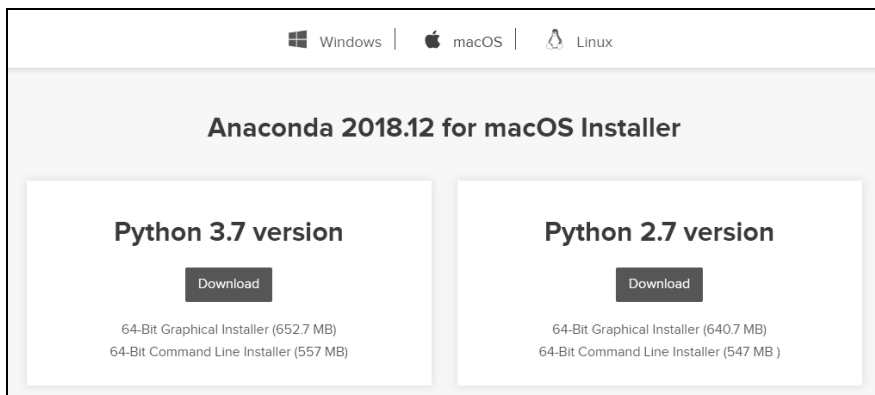 Windows | macOS | Linux
Anaconda 2018.12 for macOS Installer
Python 3.7 version
Download
64-Bit Graphical Installer (652.7 MB)
64-Bit Command Line Installer (557 MB)
Python 2.7 version
Download
64-Bit Graphical Installer (640.7 MB)
64-Bit Command Line Installer (547 MB )